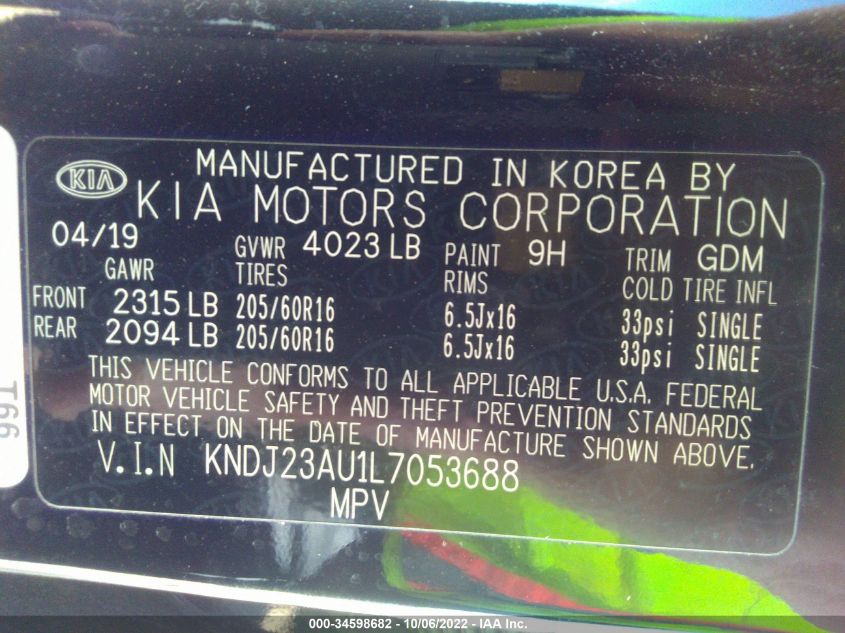 MANUFACTURED IN KOREA BY
KIA KIA MOTORS CORPORATION
04/19 GVWR 4023 LB PAINT 9H TRIM GDM
GAWR TIRES RIMS COLD TIRE INFL
FRONT 2315 LB 205/60R16 6.5Jx16 33psi SINGLE
REAR 2094 LB 205/60R16 6.5Jx16 33psi SINGLE
THIS VEHICLE CONFORMS TO ALL APPLICABLE U.S.A. FEDERAL
MOTOR VEHICLE SAFETY AND THEFT PREVENTION STANDARDS
IN EFFECT ON THE DATE OF MANUFACTURE SHOWN ABOVE.
V.I.N KNDJ23AU1L7053688
MPV
000-34598682 - 10/06/2022 - IAA Inc.